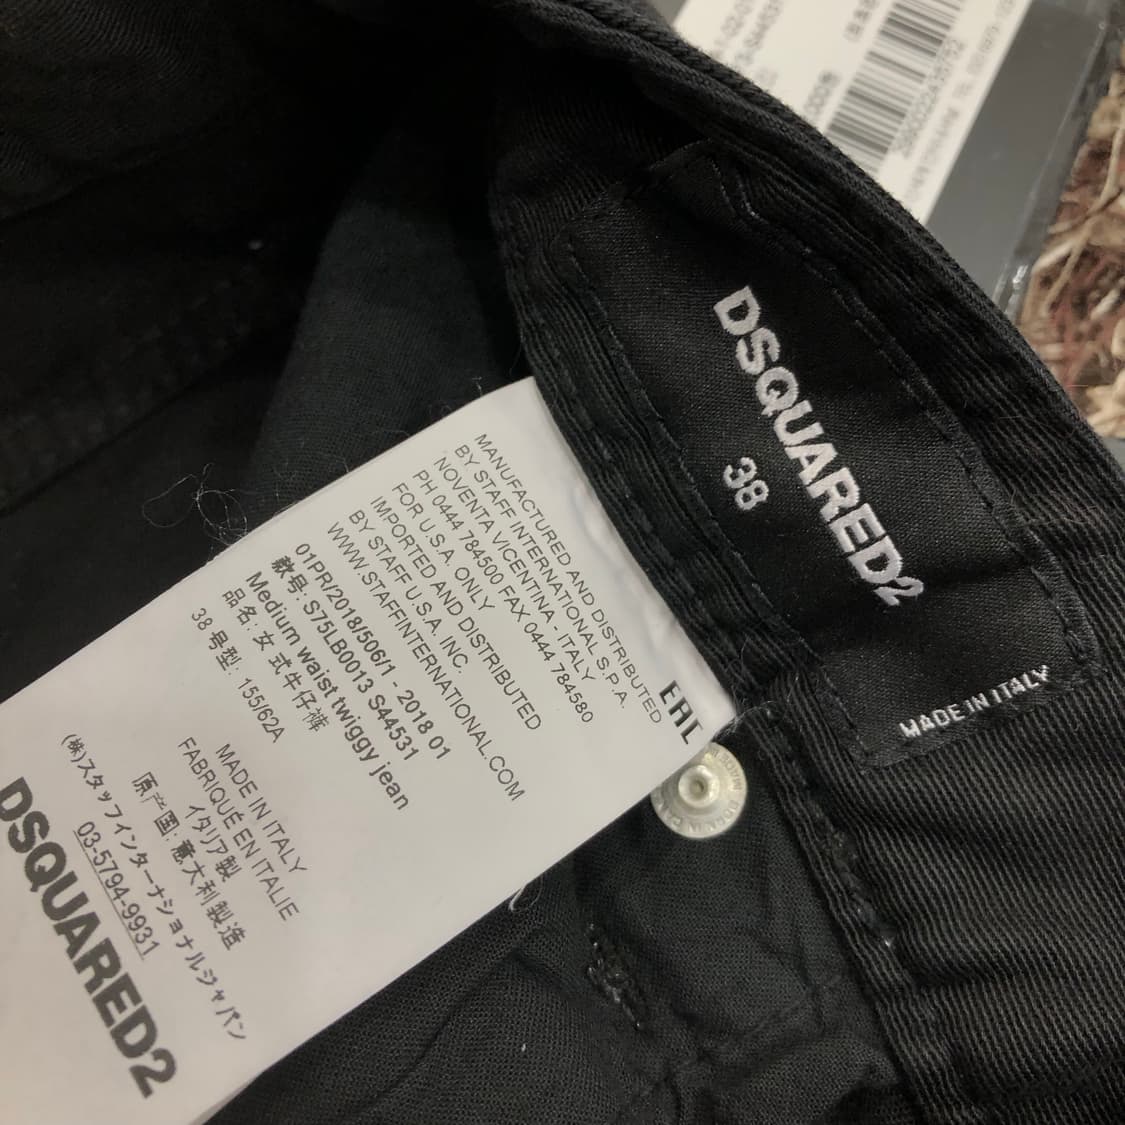 DSQUARED2
38
MADE IN ITALY
MANUFACTURED AND DISTRIBUTED
BY STAFF INTERNATIONAL S.P.A.
NOVENTA VICENTINA - ITALY
PH 0444 784500 FAX 0444 784580
FOR U.S.A. ONLY
IMPORTED AND DISTRIBUTED
BY STAFF U.S.A. INC.
WWW.STAFFINTERNATIONAL.COM
EAC
01PR/2018/506/1 - 2018 01
款号: S75LB0013 S44531
Medium waist twiggy jean
品名: 女 式牛仔裤
38 号型: 155/62A
MADE IN ITALY
FABRIQUÉ EN ITALIE
イタリア製
原产国: 意大利製造
(株)スタッフインターナショナルジャパン
03-5794-9931
DSQUARED2